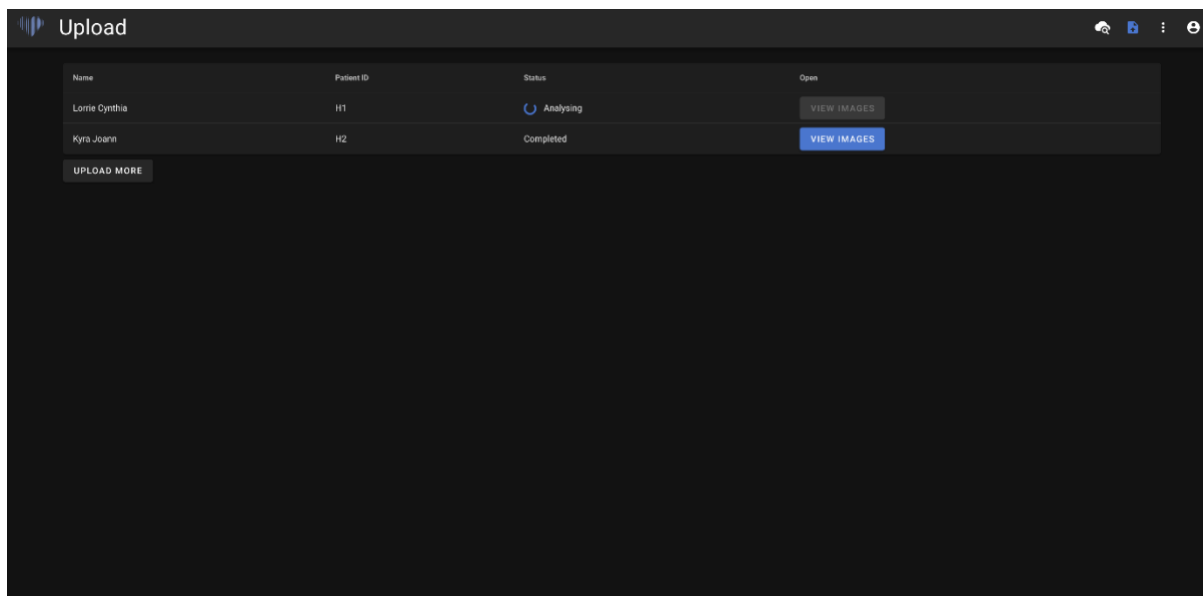 Upload
Name Patient ID Status Open
Lorrie Cynthia H1 Analysing VIEW IMAGES
Kyra Joann H2 Completed VIEW IMAGES
UPLOAD MORE